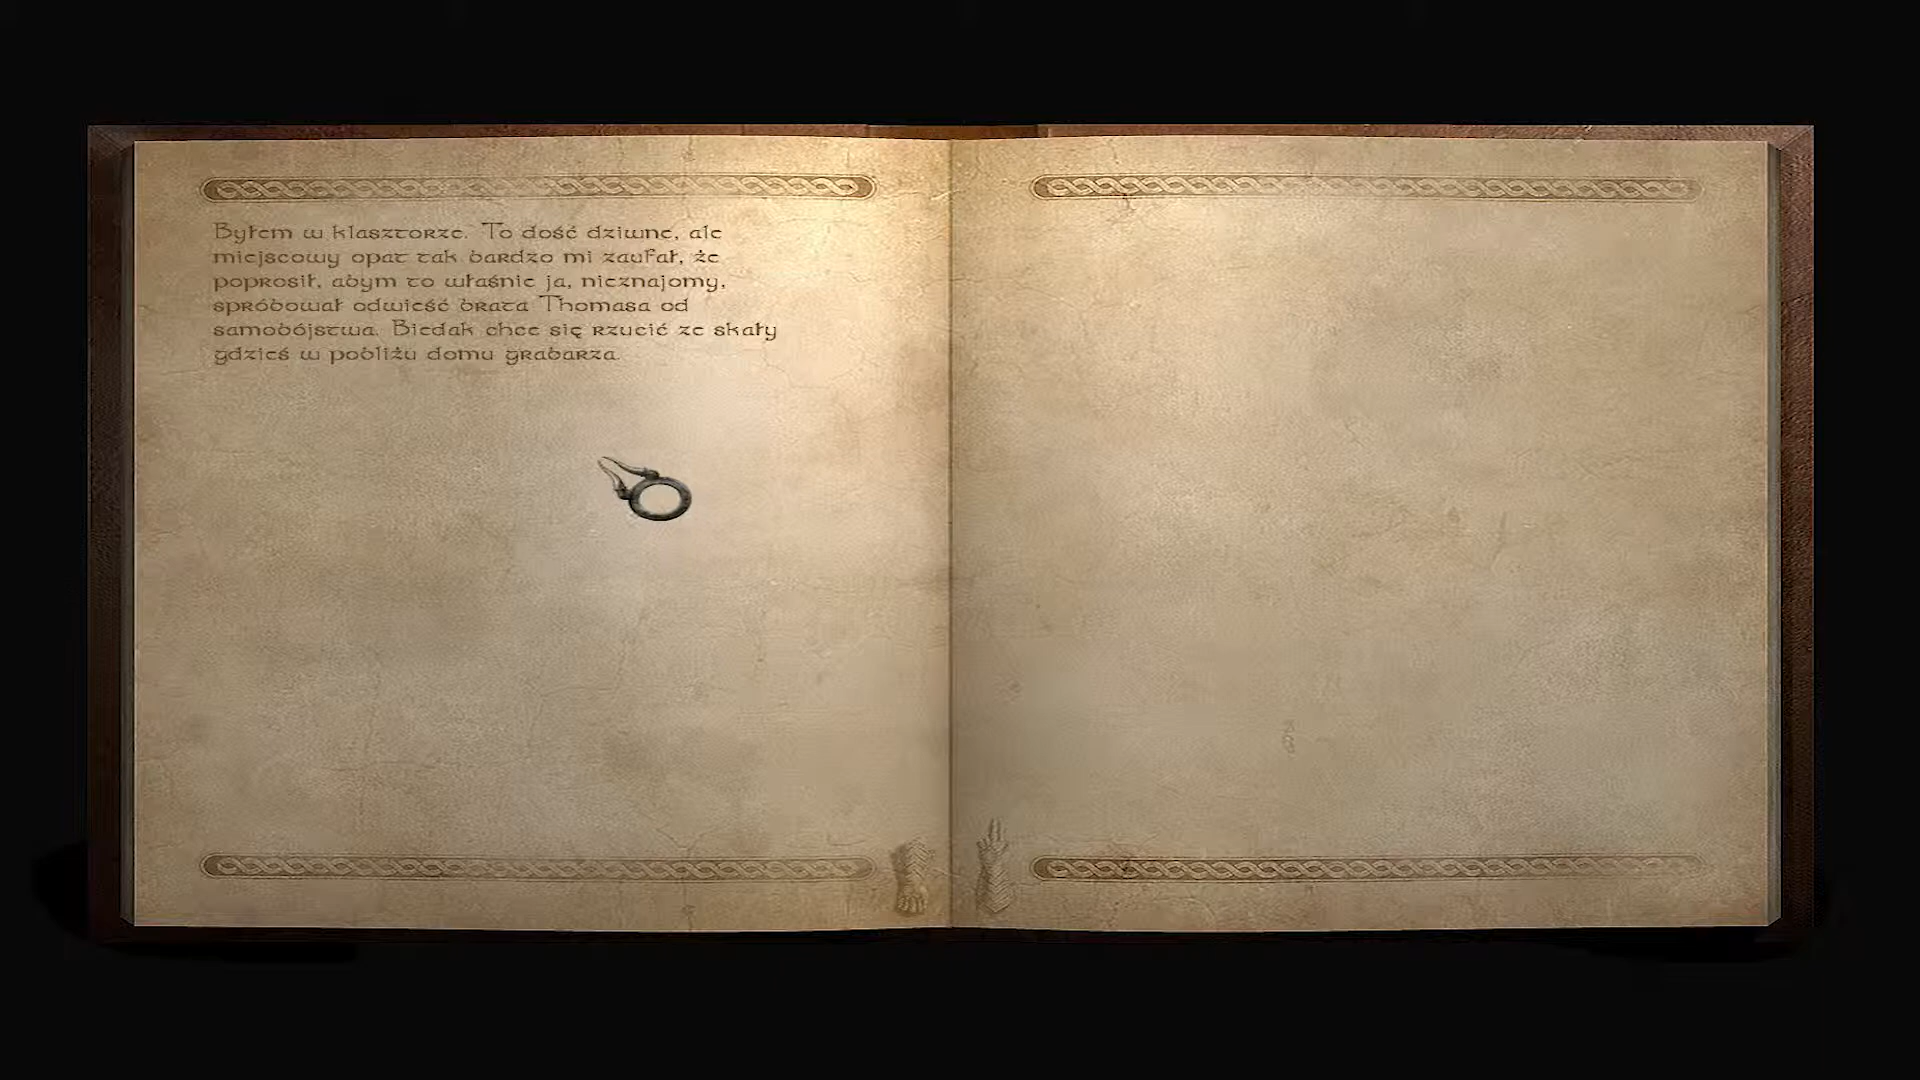 Byłem w klasztorze. To dość dziwne, ale
miejscowy opat tak bardzo mi zaufał, że
poprosił, abym to właśnie ja, nieznajomy,
spróbował odwieść brata Thomasa od
samobójstwa. Biedak chce się rzucić ze skały
gdzieś w pobliżu domu grabarza.